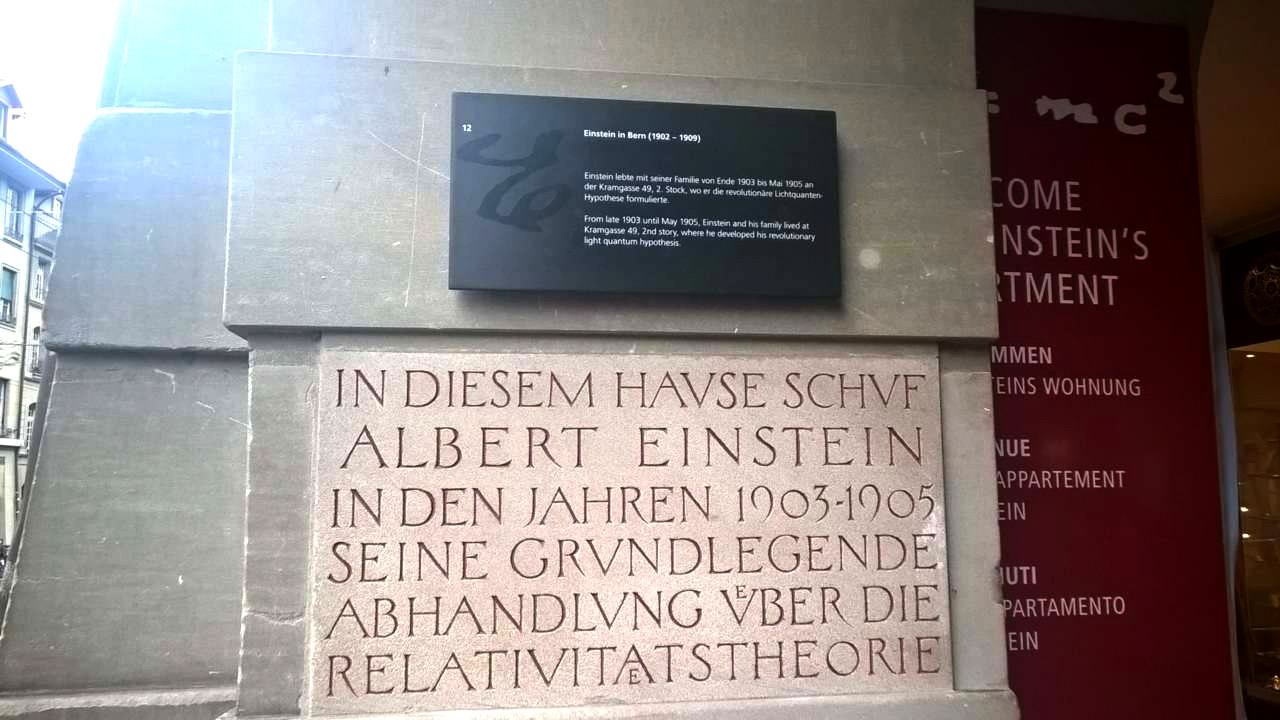 12
Einstein in Bern (1902 – 1909)
Einstein lebte mit seiner Familie von Ende 1903 bis Mai 1905 an
der Kramgasse 49, 2. Stock, wo er die revolutionäre Lichtquanten-
Hypothese formulierte.
From late 1903 until May 1905, Einstein and his family lived at
Kramgasse 49, 2nd story, where he developed his revolutionary
light quantum hypothesis.
IN DIESEM HAVSE SCHVF
ALBERT EINSTEIN
IN DEN JAHREN 1903-1905
SEINE GRVNDLEGENDE
ABHANDLVNG VͤBER DIE
RELATIVITAETSTHEORIE
= mc²
COME
NSTEIN'S
RTMENT
MMEN
TEINS WOHNUNG
NUE
APPARTEMENT
EIN
NUTI
PARTAMENTO
EIN